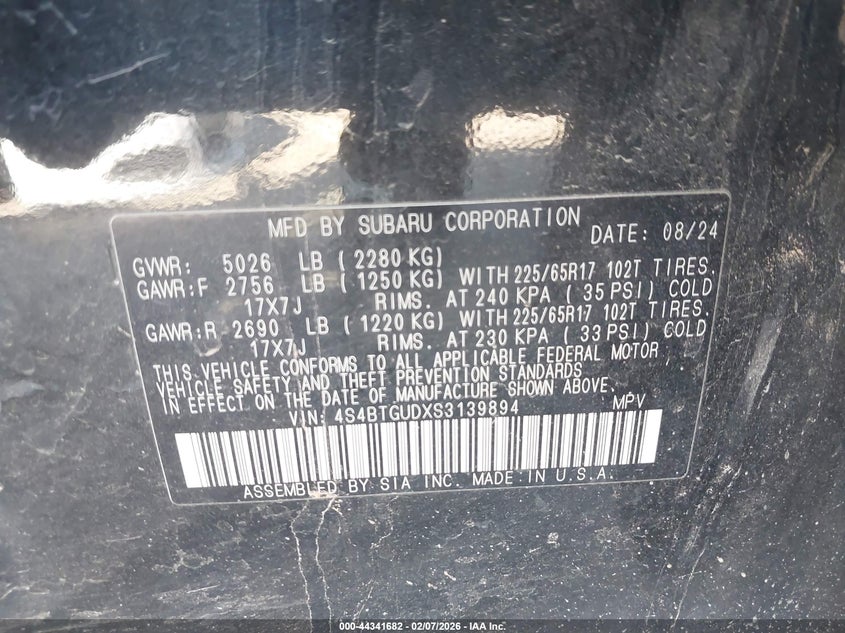 MFD BY SUBARU CORPORATION DATE: 08/24
GVWR: 5026 LB ( 2280 KG)
GAWR:F 2756 LB ( 1250 KG) WITH 225/65R17 102T TIRES,
17X7J RIMS. AT 240 KPA ( 35 PSI) COLD
GAWR:R 2690 LB ( 1220 KG) WITH 225/65R17 102T TIRES,
17X7J RIMS. AT 230 KPA ( 33 PSI) COLD
THIS VEHICLE CONFORMS TO ALL APPLICABLE FEDERAL MOTOR
VEHICLE SAFETY AND THEFT PREVENTION STANDARDS
IN EFFECT ON THE DATE OF MANUFACTURE SHOWN ABOVE.
VIN: 4S4BTGUDXS3139894 MPV
ASSEMBLED BY SIA INC. MADE IN U.S.A.
000-44341682 - 02/07/2026 - IAA Inc.